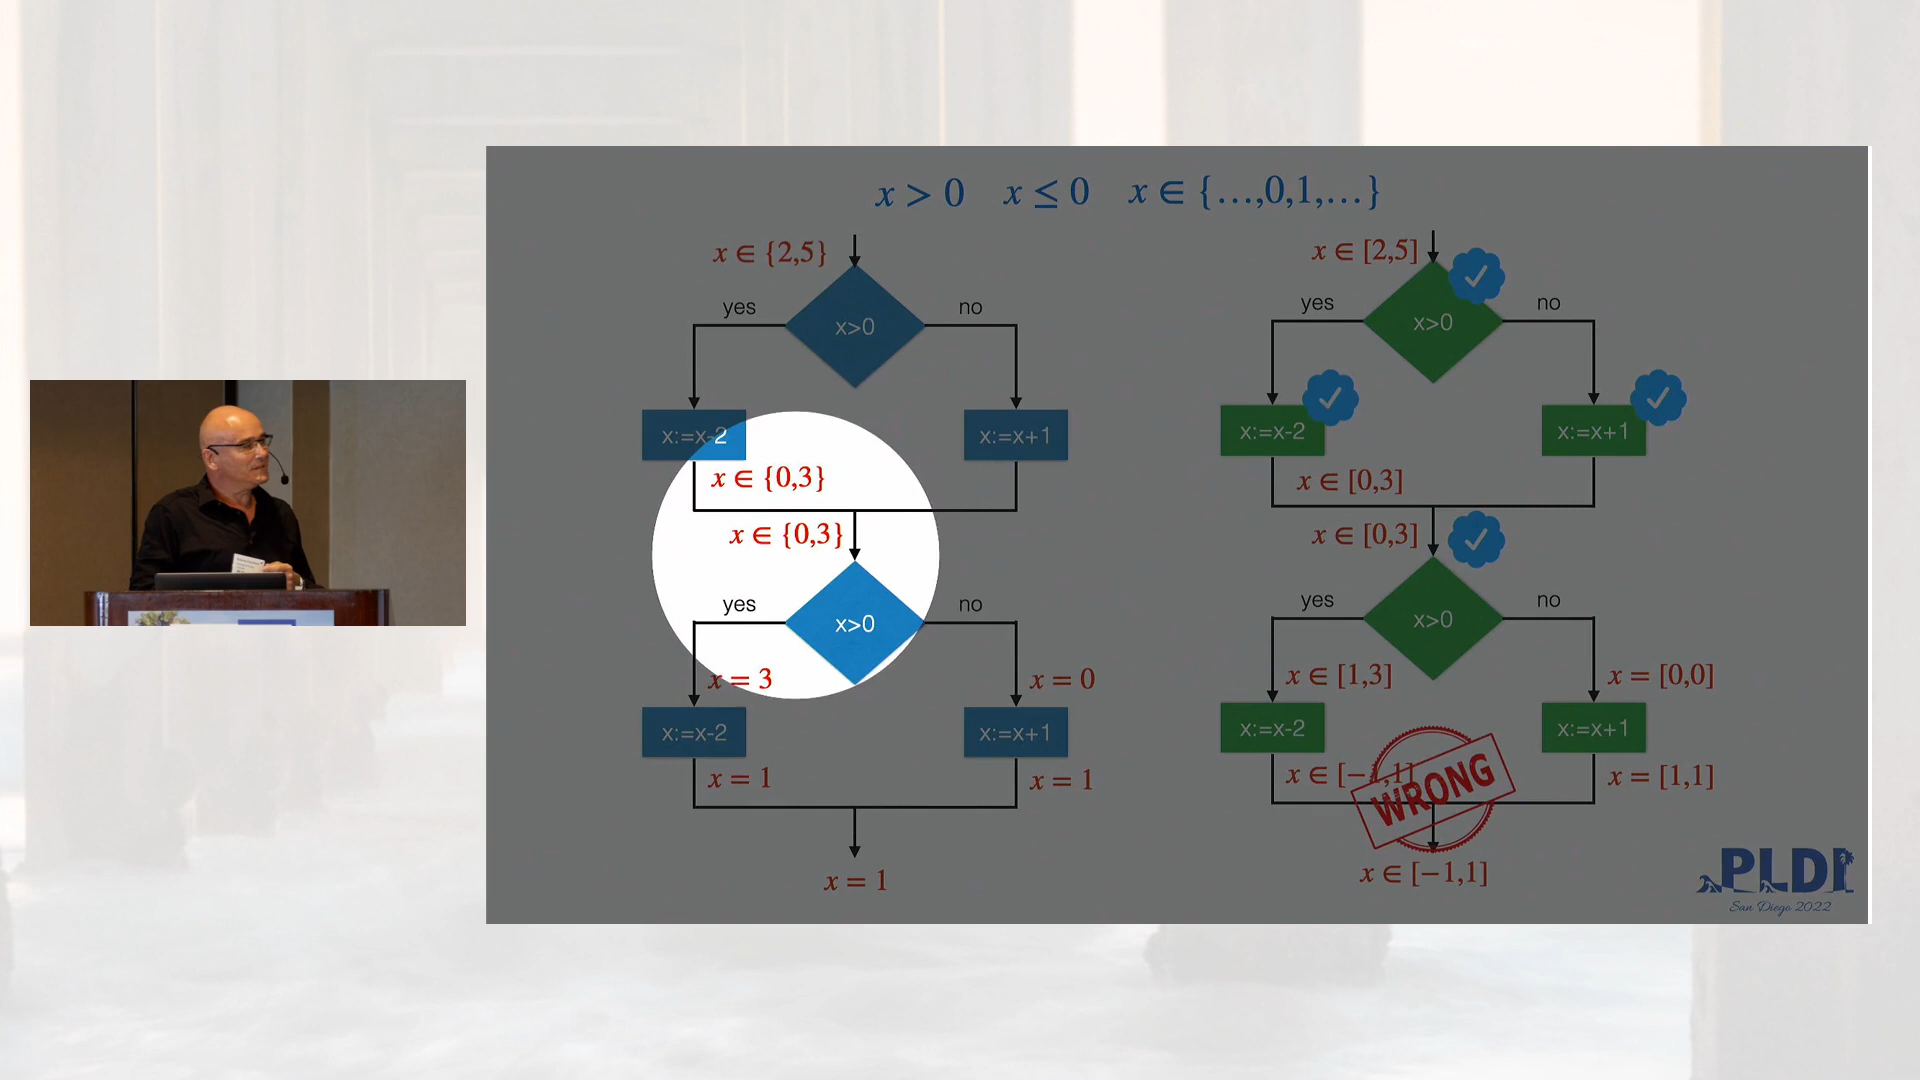 x > 0 x ≤ 0 x ∈ {…,0,1,…}
x ∈ {2,5}
yes
x>0
no
x:=x-2
x:=x+1
x ∈ {0,3}
x ∈ {0,3}
yes
x>0
no
x = 3
x = 0
x:=x-2
x:=x+1
x = 1
x = 1
x = 1
x ∈ [2,5]
yes
x>0
no
x:=x-2
x:=x+1
x ∈ [0,3]
x ∈ [0,3]
yes
x>0
no
x ∈ [1,3]
x = [0,0]
x:=x-2
x:=x+1
x ∈ [−1,1]
WRONG
x = [1,1]
x ∈ [−1,1]
PLDI
San Diego 2022